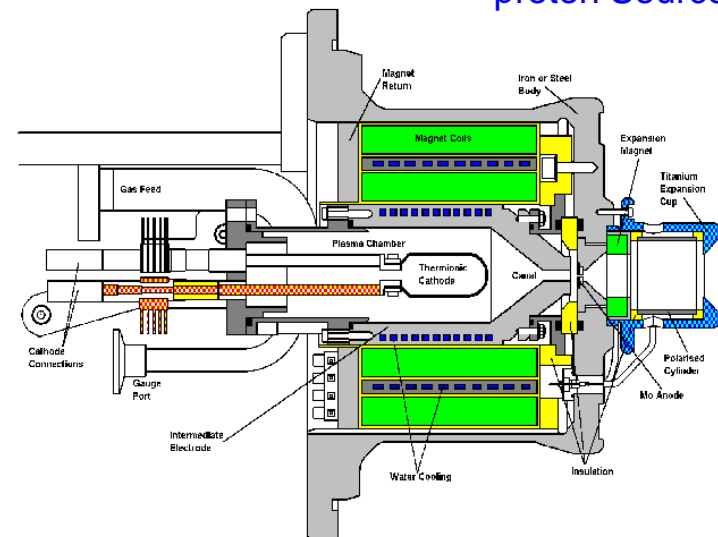 proton Source
Magnet
Return
Iron or Steel
Body
Magnet Coils
Expansion
Magnet
Titanium
Expansion
Cup
Gas Feed
Plasma Chamber
Thermionic
Cathode
Canal
Cathode
Connections
Gauge
Port
Polarised
Cylinder
Mo Anode
Intermediate
Electrode
Water Cooling
Insulation